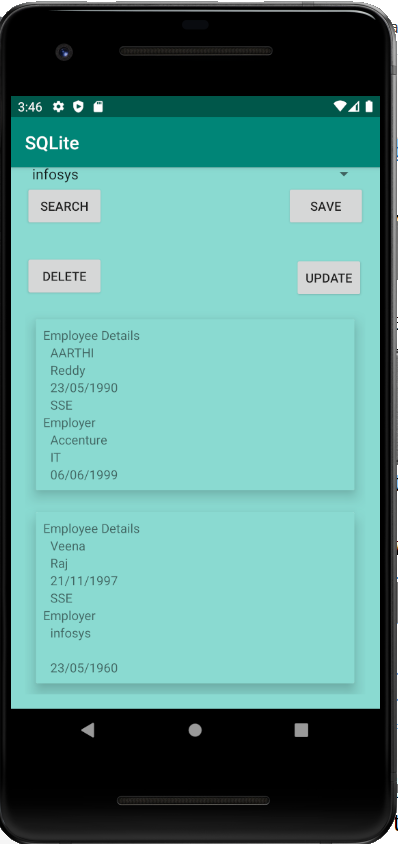 3:46
SQLite
infosys
SEARCH
SAVE
DELETE
UPDATE
Employee Details
AARTHI
Reddy
23/05/1990
SSE
Employer
Accenture
IT
06/06/1999
Employee Details
Veena
Raj
21/11/1997
SSE
Employer
infosys
23/05/1960